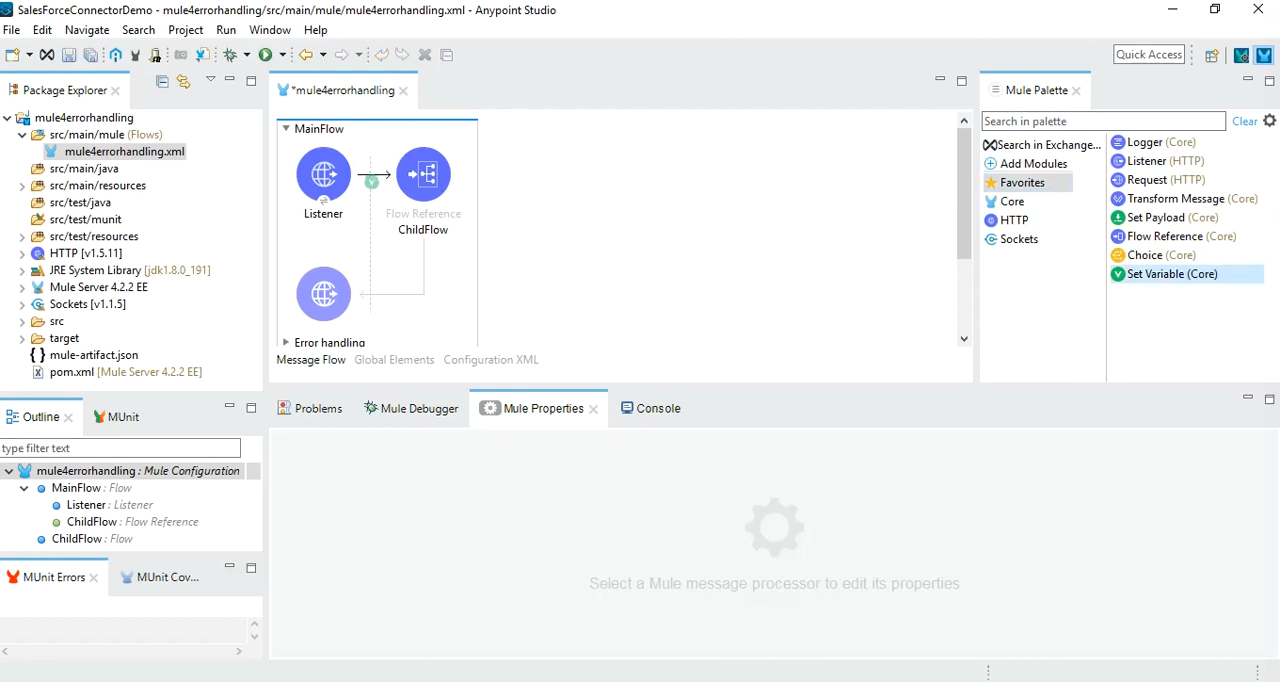 SalesForceConnectorDemo - mule4errorhandling/src/main/mule/mule4errorhandling.xml - Anypoint Studio
File Edit Navigate Search Project Run Window Help
Quick Access
Package Explorer
mule4errorhandling
src/main/mule (Flows)
mule4errorhandling.xml
src/main/java
src/main/resources
src/test/java
src/test/munit
src/test/resources
HTTP [v1.5.11]
JRE System Library [jdk1.8.0_191]
Mule Server 4.2.2 EE
Sockets [v1.1.5]
src
target
mule-artifact.json
pom.xml [Mule Server 4.2.2 EE]
*mule4errorhandling
MainFlow
Listener
Flow Reference
ChildFlow
Error handling
Message Flow Global Elements Configuration XML
Mule Palette
Search in palette
Clear
Search in Exchange...
Add Modules
Favorites
Core
HTTP
Sockets
Logger (Core)
Listener (HTTP)
Request (HTTP)
Transform Message (Core)
Set Payload (Core)
Flow Reference (Core)
Choice (Core)
Set Variable (Core)
Outline MUnit
type filter text
mule4errorhandling : Mule Configuration
MainFlow : Flow
Listener : Listener
ChildFlow : Flow Reference
ChildFlow : Flow
MUnit Errors MUnit Cov...
Problems Mule Debugger Mule Properties Console
Select a Mule message processor to edit its properties